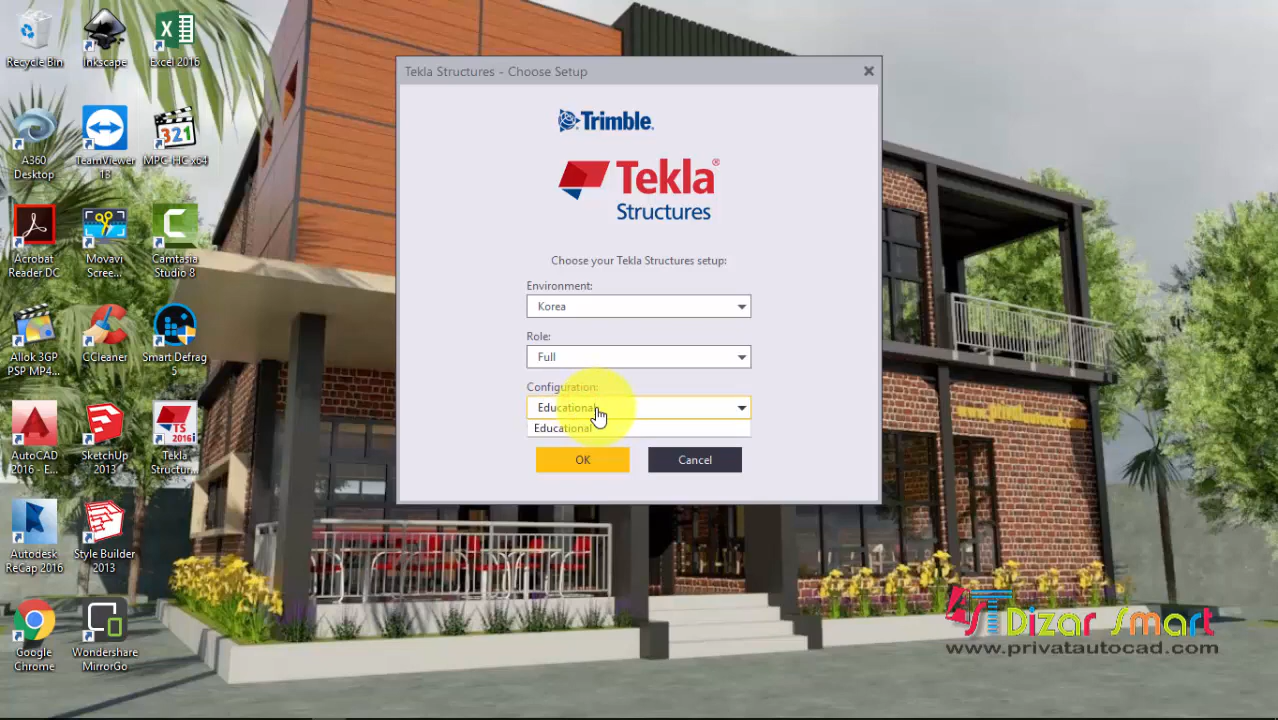 Recycle Bin
Inkscape
Excel 2016
Tekla Structures - Choose Setup
Trimble.
Tekla®
Structures
Choose your Tekla Structures setup:
Environment:
Korea
Role:
Full
Configuration:
Educational
Educational
OK
Cancel
A360
Desktop
TeamViewer
13
321
MPC-HC x64
Acrobat
Reader DC
Movavi
Scree...
Camtasia
Studio 8
Allok 3GP
PSP MP4...
CCleaner
Smart Defrag
5
AutoCAD
2016 - E...
SketchUp
2013
TS
2016i
Tekla
Structur...
Autodesk
ReCap 2016
Style Builder
2013
Google
Chrome
Wondershare
MirrorGo
Dizar Smart
www.privatautocad.com